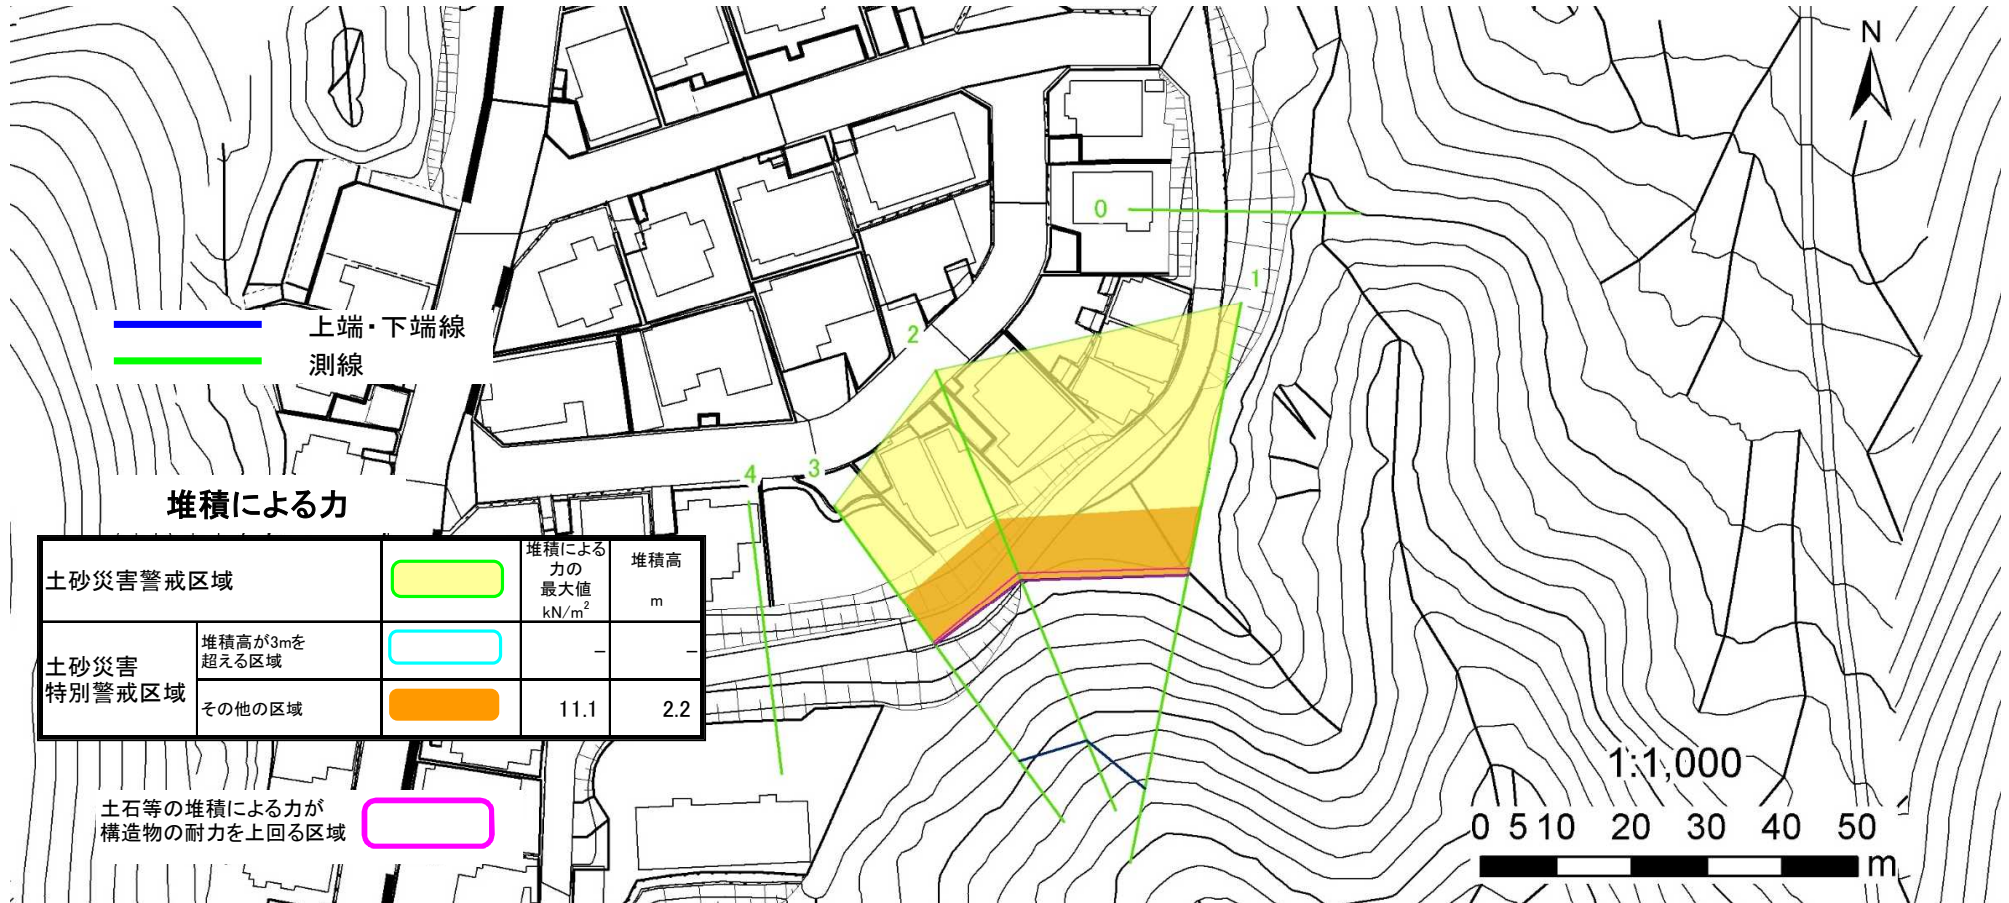 N
0
1
2
3
4
上端・下端線
測線
堆積による力
土砂災害警戒区域
堆積による
力の
最大値
kN/m²
堆積高
m
土砂災害
特別警戒区域
堆積高が3mを
超える区域
－
－
その他の区域
11.1
2.2
土石等の堆積による力が
構造物の耐力を上回る区域
1:1,000
0 5 10 20 30 40 50
m